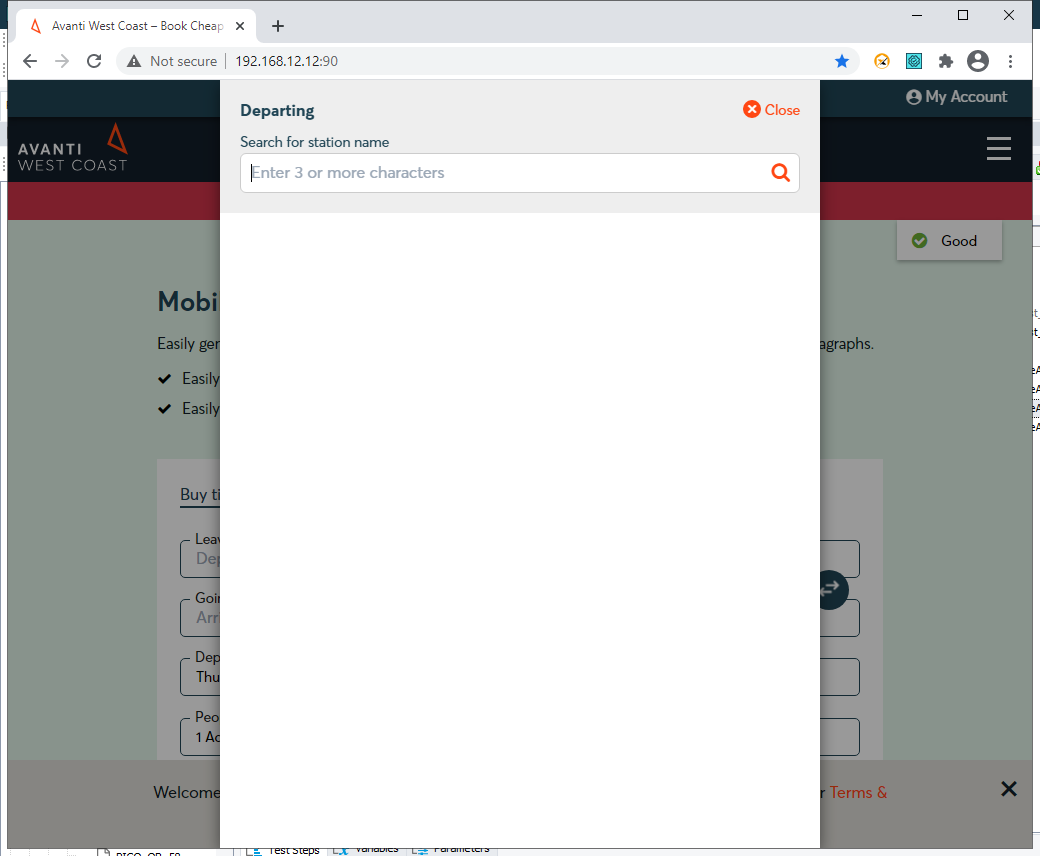 Avanti West Coast – Book Cheap
Not secure
192.168.12.12:90
My Account
AVANTI
WEST COAST
Departing
Close
Search for station name
Enter 3 or more characters
Good
Mobi
Easily ger
agraphs.
Easily
Easily
Buy ti
Leav
Dep
Goin
Arri
Dep
Thu
Peo
1 Ad
Welcome
r Terms &
Test Steps
Variables
Parameters